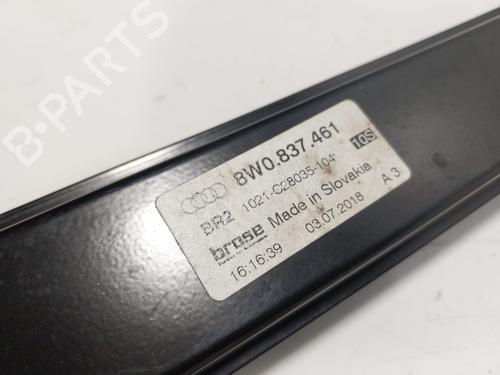 B-PARTS
8W0.837.461
10S
BR2 1021-C28035-104
brose Made in Slovakia
16:16:39 03.07.2018 A3